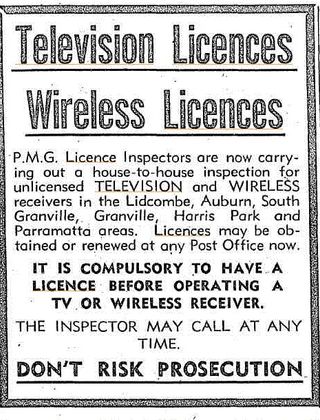 Television Licences
Wireless Licences
P.M.G. Licence Inspectors are now carry-
ing out a house-to-house inspection for
unlicensed TELEVISION and WIRELESS
receivers in the Lidcombe, Auburn, South
Granville, Granville, Harris Park and
Parramatta areas. Licences may be ob-
tained or renewed at any Post Office now.
IT IS COMPULSORY TO HAVE A
LICENCE BEFORE OPERATING A
TV OR WIRELESS RECEIVER.
THE INSPECTOR MAY CALL AT ANY
TIME.
DON'T RISK PROSECUTION